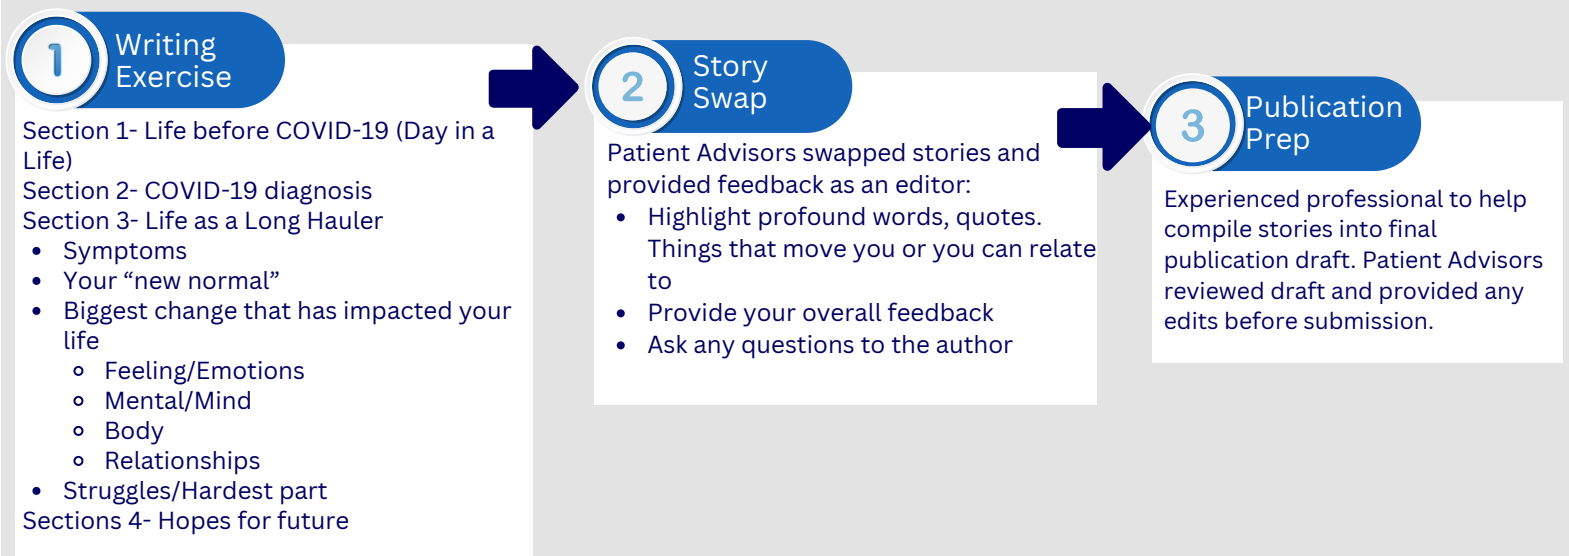 1
Writing
Exercise
Section 1- Life before COVID-19 (Day in a
Life)
Section 2- COVID-19 diagnosis
Section 3- Life as a Long Hauler
• Symptoms
• Your “new normal”
• Biggest change that has impacted your
life
◦ Feeling/Emotions
◦ Mental/Mind
◦ Body
◦ Relationships
• Struggles/Hardest part
Sections 4- Hopes for future
2
Story
Swap
Patient Advisors swapped stories and
provided feedback as an editor:
• Highlight profound words, quotes.
Things that move you or you can relate
to
• Provide your overall feedback
• Ask any questions to the author
3
Publication
Prep
Experienced professional to help
compile stories into final
publication draft. Patient Advisors
reviewed draft and provided any
edits before submission.